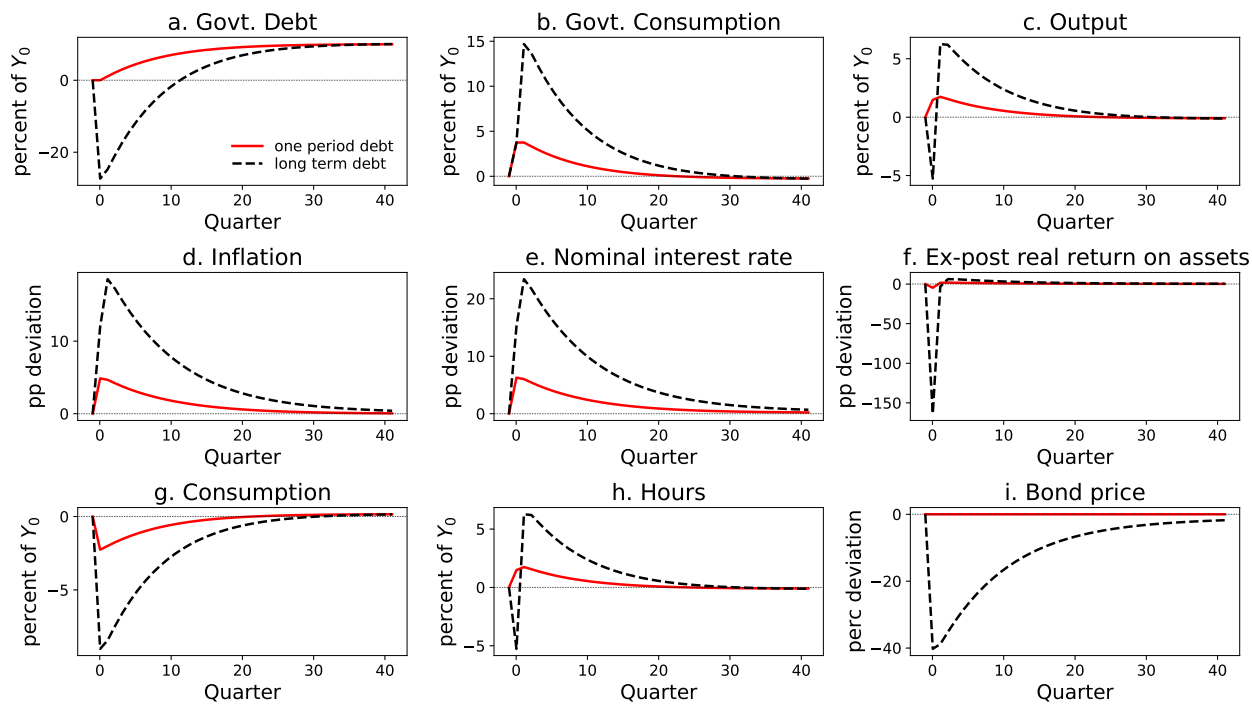 a. Govt. Debt
percent of Y0
0
−20
one period debt
long term debt
0 10 20 30 40
Quarter
b. Govt. Consumption
percent of Y0
15
10
5
0
0 10 20 30 40
Quarter
c. Output
percent of Y0
5
0
−5
0 10 20 30 40
Quarter
d. Inflation
pp deviation
10
0
0 10 20 30 40
Quarter
e. Nominal interest rate
pp deviation
20
10
0
0 10 20 30 40
Quarter
f. Ex-post real return on assets
pp deviation
0
−50
−100
−150
0 10 20 30 40
Quarter
g. Consumption
percent of Y0
0
−5
0 10 20 30 40
Quarter
h. Hours
percent of Y0
5
0
−5
0 10 20 30 40
Quarter
i. Bond price
perc deviation
0
−20
−40
0 10 20 30 40
Quarter